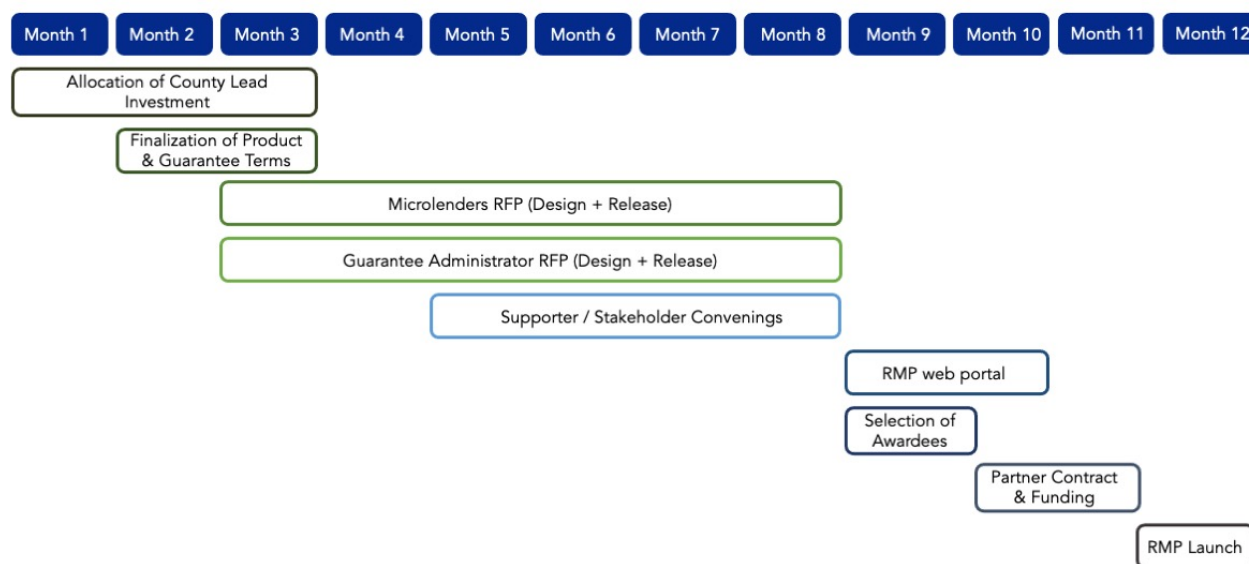 Month 1 Month 2 Month 3 Month 4 Month 5 Month 6 Month 7 Month 8 Month 9 Month 10 Month 11 Month 12
Allocation of County Lead
Investment
Finalization of Product
& Guarantee Terms
Microlenders RFP (Design + Release)
Guarantee Administrator RFP (Design + Release)
Supporter / Stakeholder Convenings
RMP web portal
Selection of
Awardees
Partner Contract
& Funding
RMP Launch